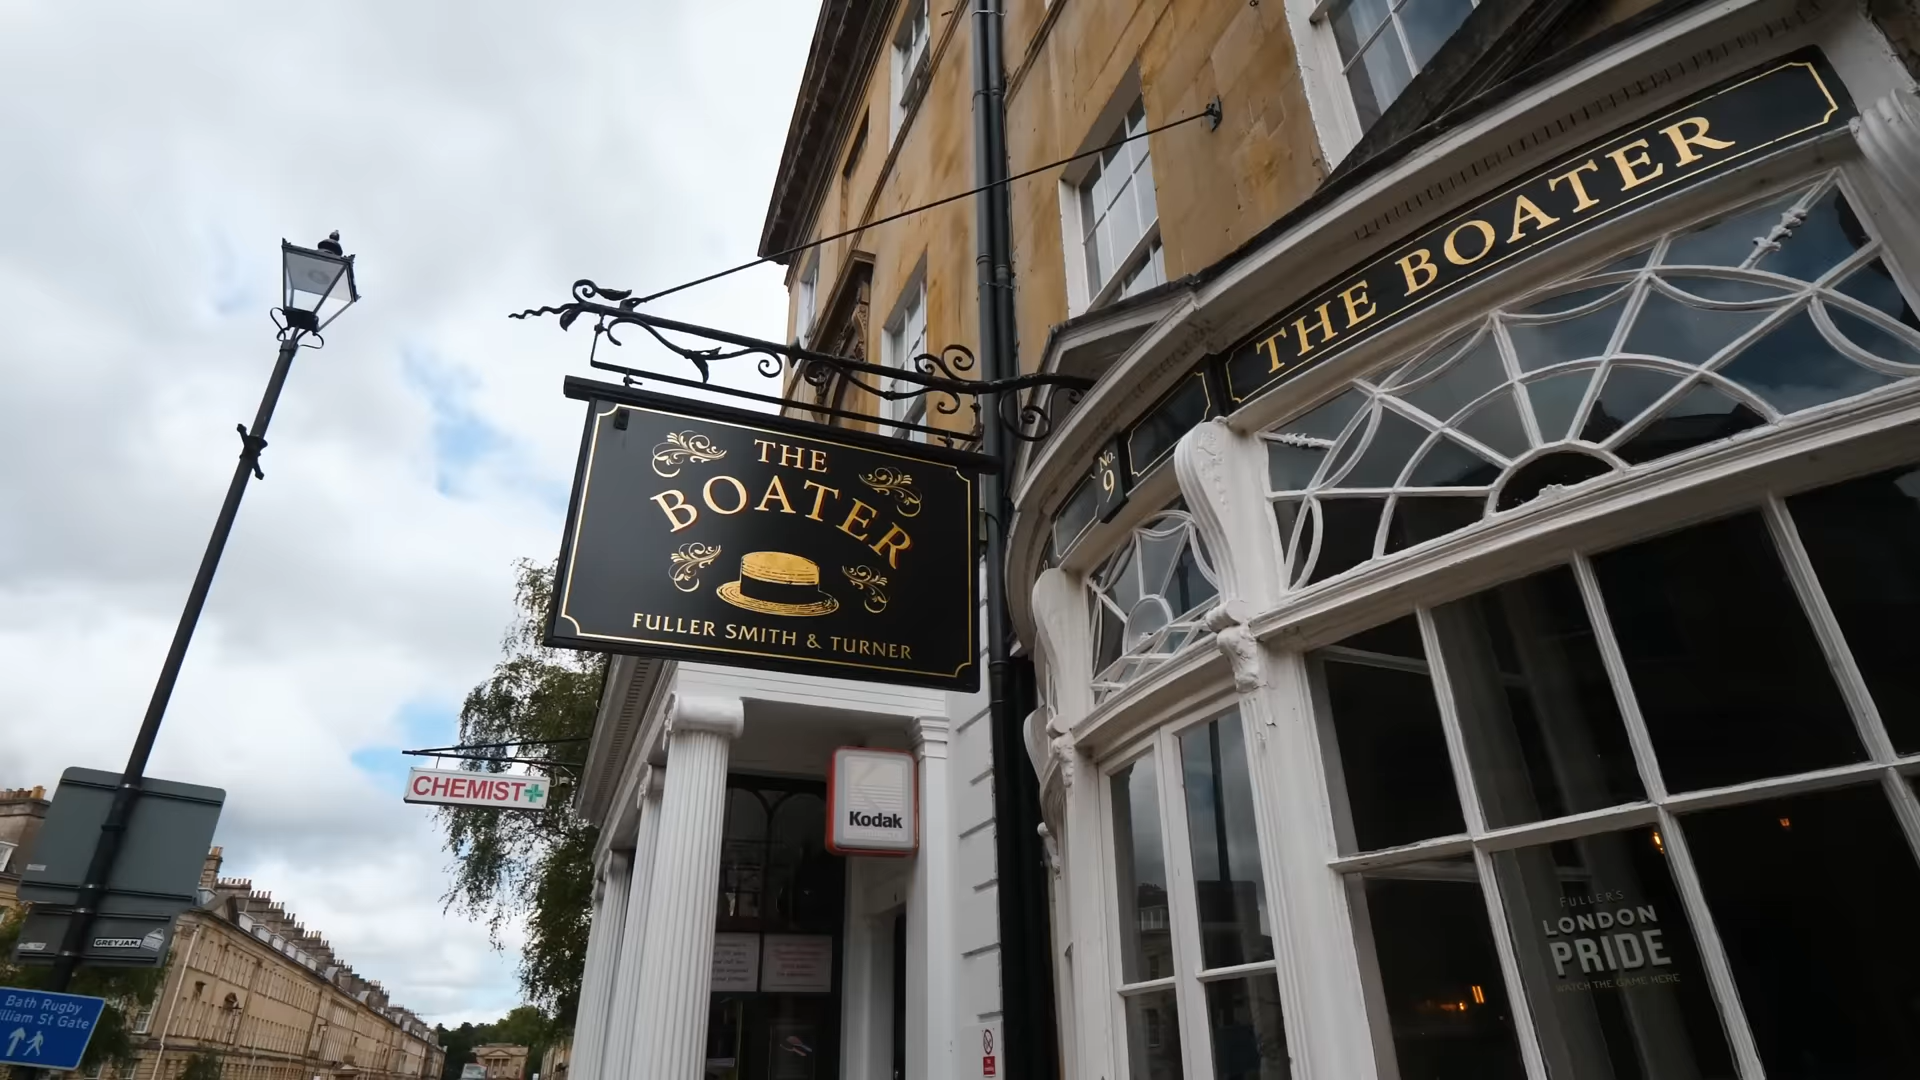 THE BOATER
No.
9
THE
BOATER
FULLER SMITH & TURNER
CHEMIST
Kodak
FULLER'S
LONDON
PRIDE
WATCH THE GAME HERE
GREYJAM
Bath Rugby
lliam St Gate